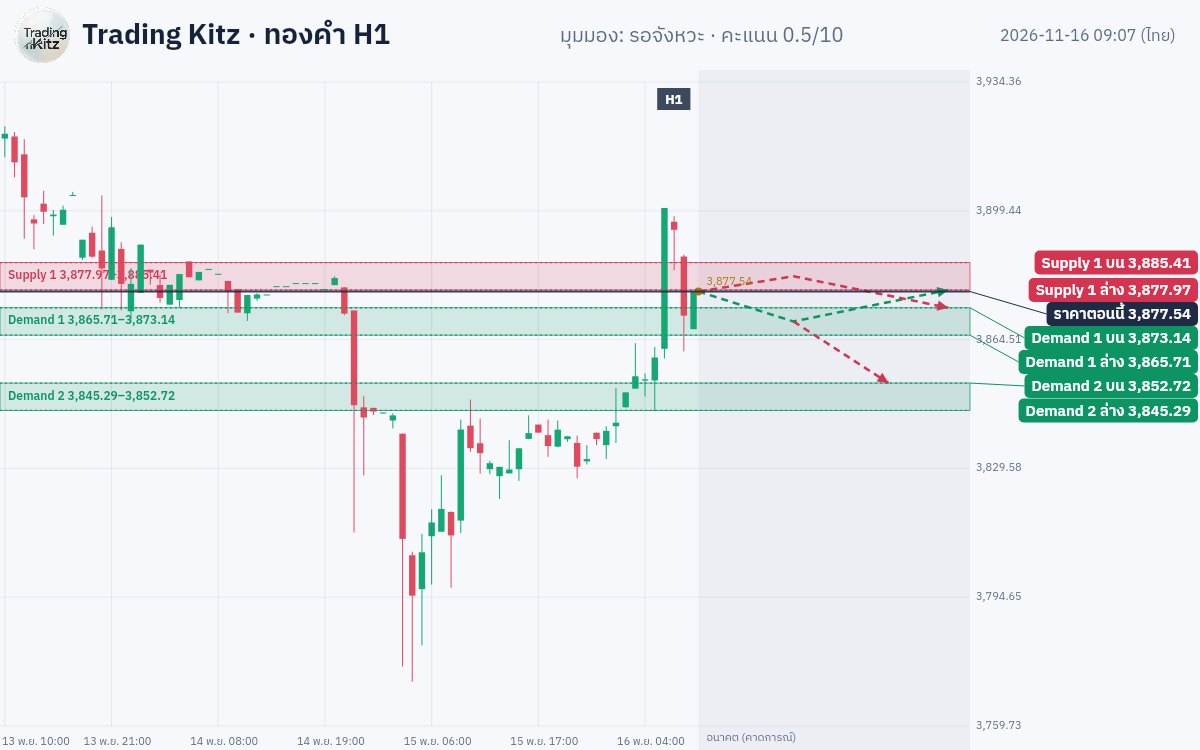 Trading Kitz
Trading Kitz · ทองคำ H1
มุมมอง: รอจังหวะ · คะแนน 0.5/10
2026-11-16 09:07 (ไทย)
H1
3,934.36
3,899.44
3,864.51
3,829.58
3,794.65
3,759.73
Supply 1 3,877.97–3,885.41
3,877.54
Demand 1 3,865.71–3,873.14
Demand 2 3,845.29–3,852.72
Supply 1 บน 3,885.41
Supply 1 ล่าง 3,877.97
ราคาตอนนี้ 3,877.54
Demand 1 บน 3,873.14
Demand 1 ล่าง 3,865.71
Demand 2 บน 3,852.72
Demand 2 ล่าง 3,845.29
13 พ.ย. 10:00
13 พ.ย. 21:00
14 พ.ย. 08:00
14 พ.ย. 19:00
15 พ.ย. 06:00
15 พ.ย. 17:00
16 พ.ย. 04:00
อนาคต (คาดการณ์)